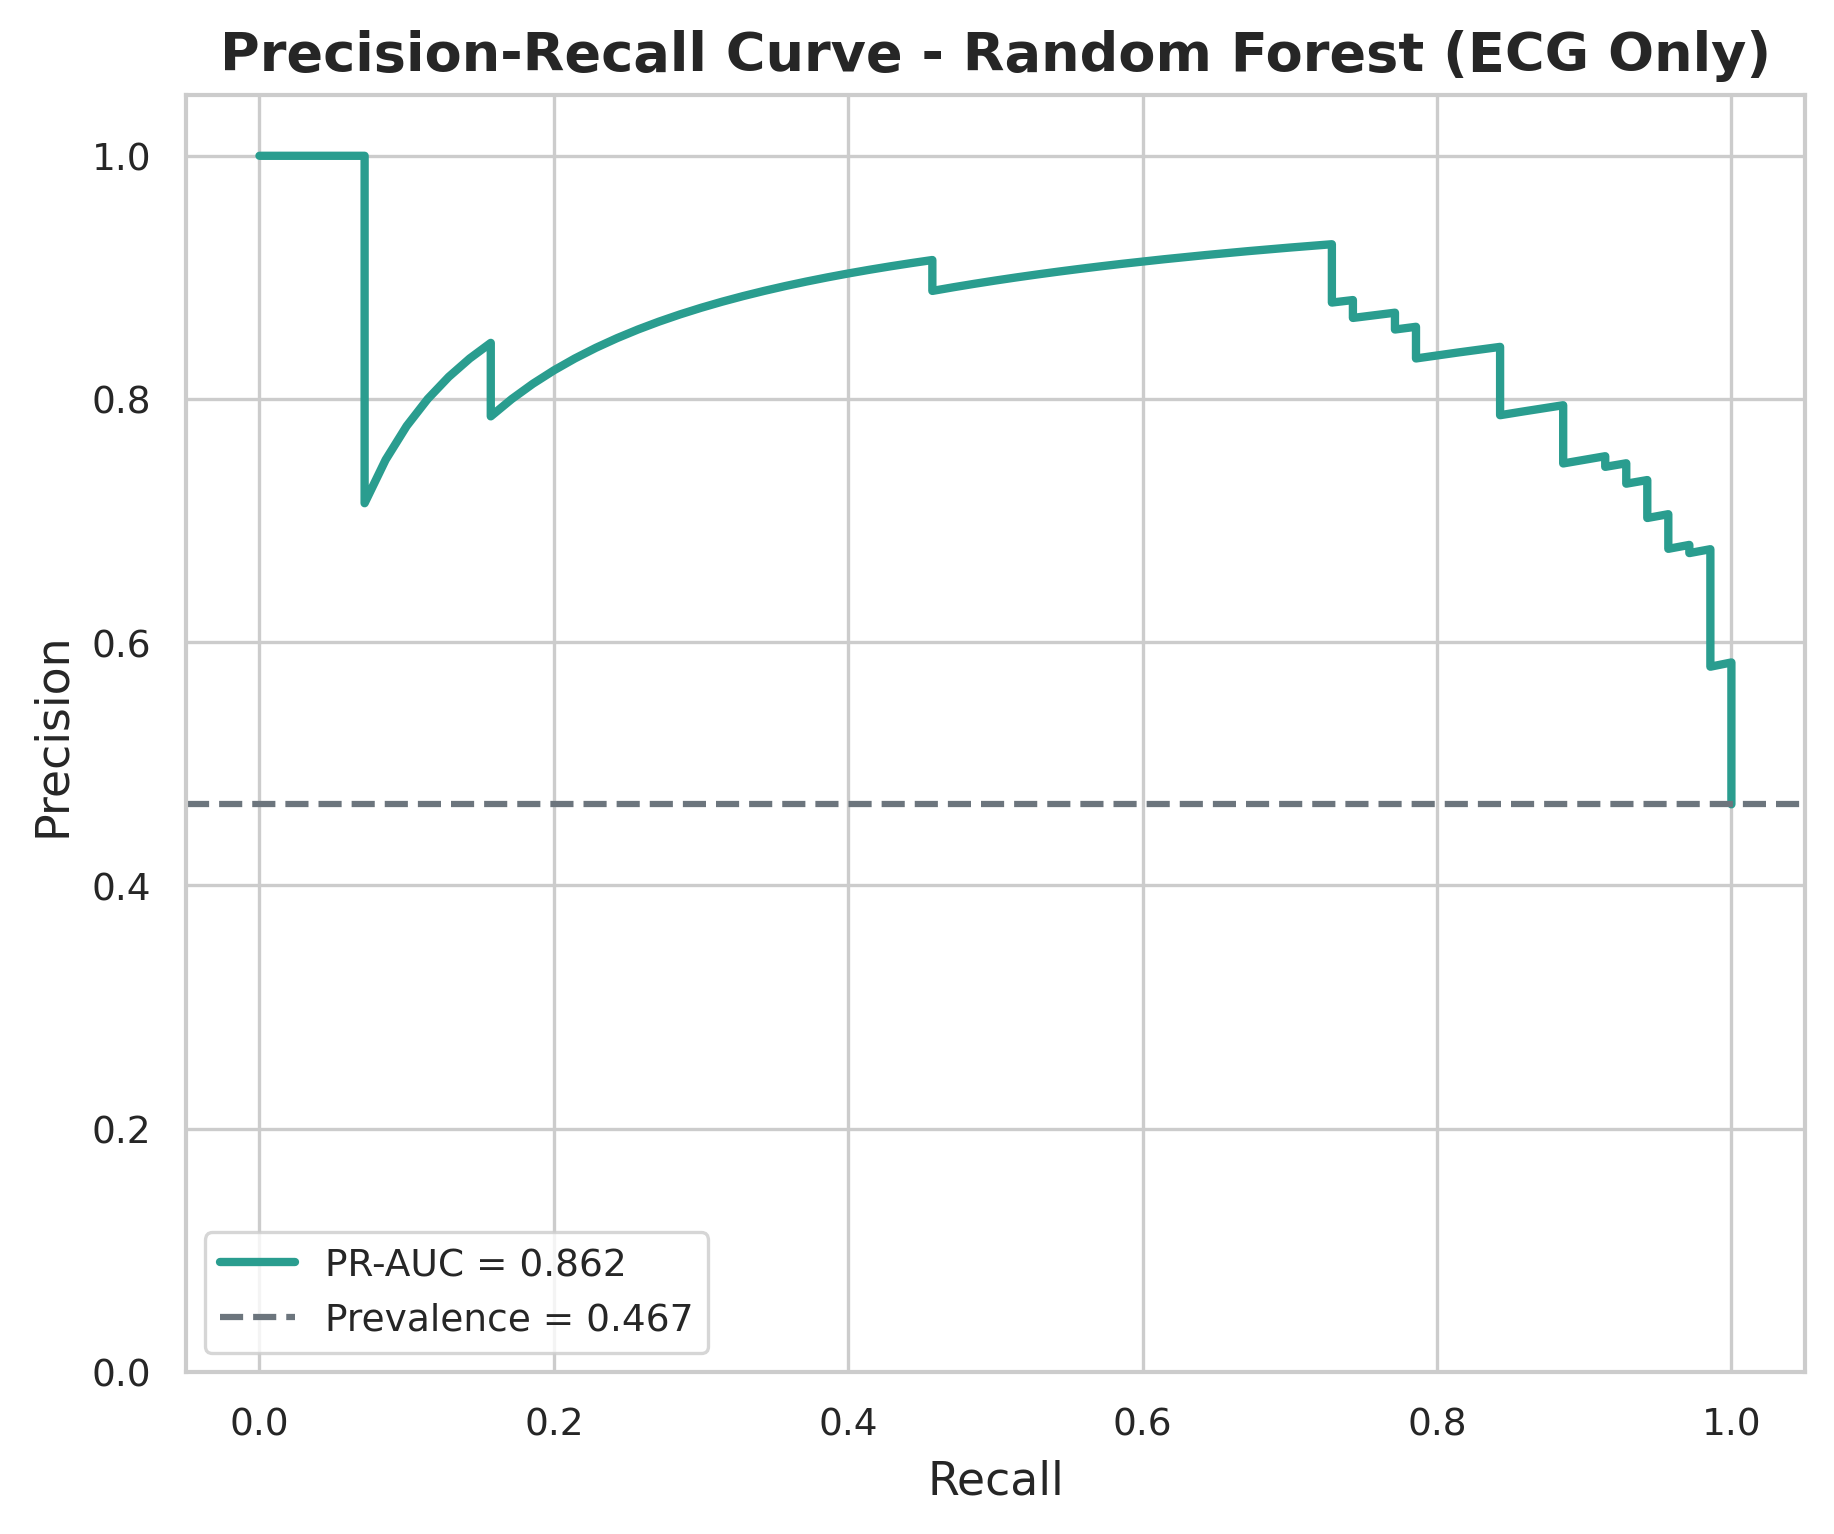 Precision-Recall Curve - Random Forest (ECG Only)
1.0
0.8
0.6
0.4
0.2
0.0
Precision
PR-AUC = 0.862
Prevalence = 0.467
0.0 0.2 0.4 0.6 0.8 1.0
Recall